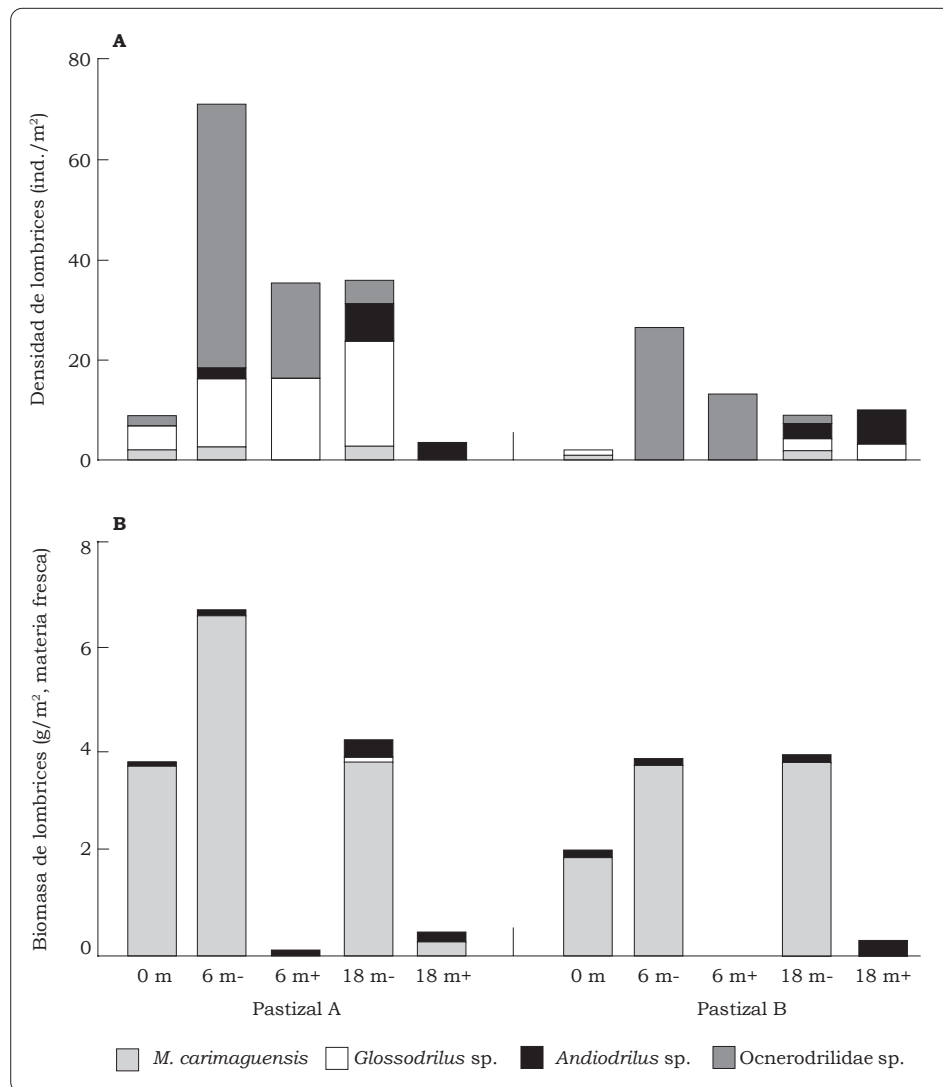 A
80
60
40
20
0
Densidad de lombrices (ind./m²)
B
8
6
4
2
0
Biomasa de lombrices (g/m², materia fresca)
0 m 6 m- 6 m+ 18 m- 18 m+ 0 m 6 m- 6 m+ 18 m- 18 m+
Pastizal A Pastizal B
M. carimaguensis Glossodrilus sp. Andiodrilus sp. Ocnerodrilidae sp.